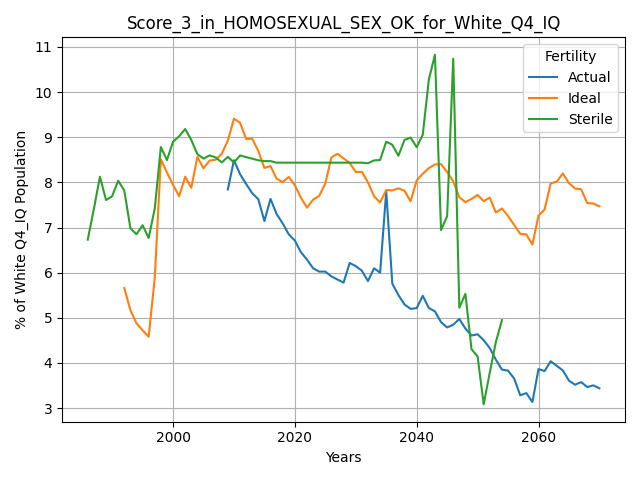 Score_3_in_HOMOSEXUAL_SEX_OK_for_White_Q4_IQ
Fertility
Actual
Ideal
Sterile
% of White Q4_IQ Population
11
10
9
8
7
6
5
4
3
2000 2020 2040 2060
Years